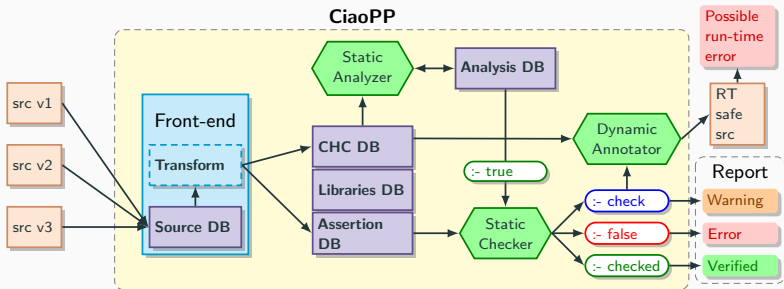 CiaoPP
Possible
run-time
error
Static
Analyzer
Analysis DB
src v1
src v2
src v3
Front-end
Transform
Source DB
CHC DB
Libraries DB
Assertion
DB
:- true
Dynamic
Annotator
RT
safe
src
Static
Checker
:- check
:- false
:- checked
Report
Warning
Error
Verified